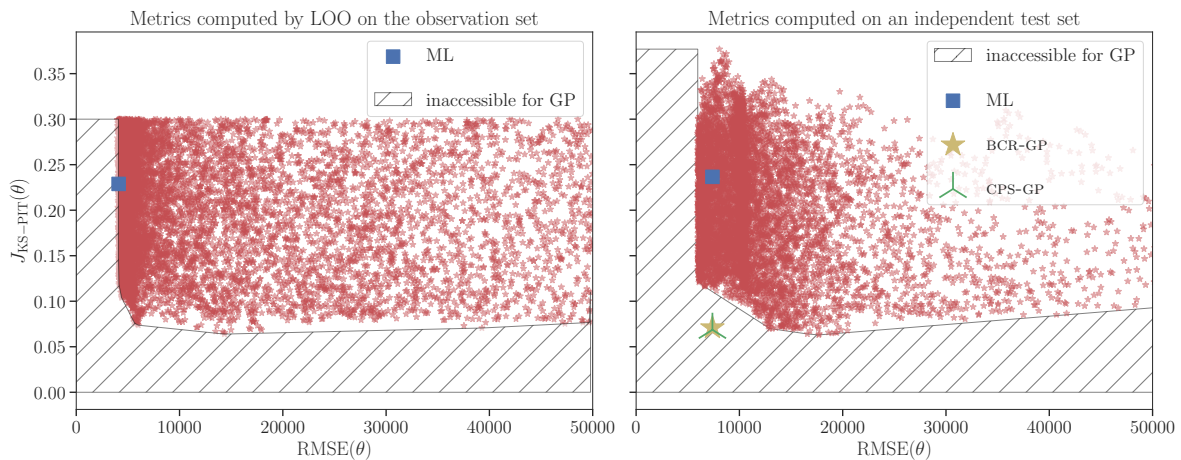 Metrics computed by LOO on the observation set
Metrics computed on an independent test set
J_KS−PIT(θ)
0.35
0.30
0.25
0.20
0.15
0.10
0.05
0.00
ML
inaccessible for GP
inaccessible for GP
ML
BCR-GP
CPS-GP
0 10000 20000 30000 40000 50000
0 10000 20000 30000 40000 50000
RMSE(θ)
RMSE(θ)